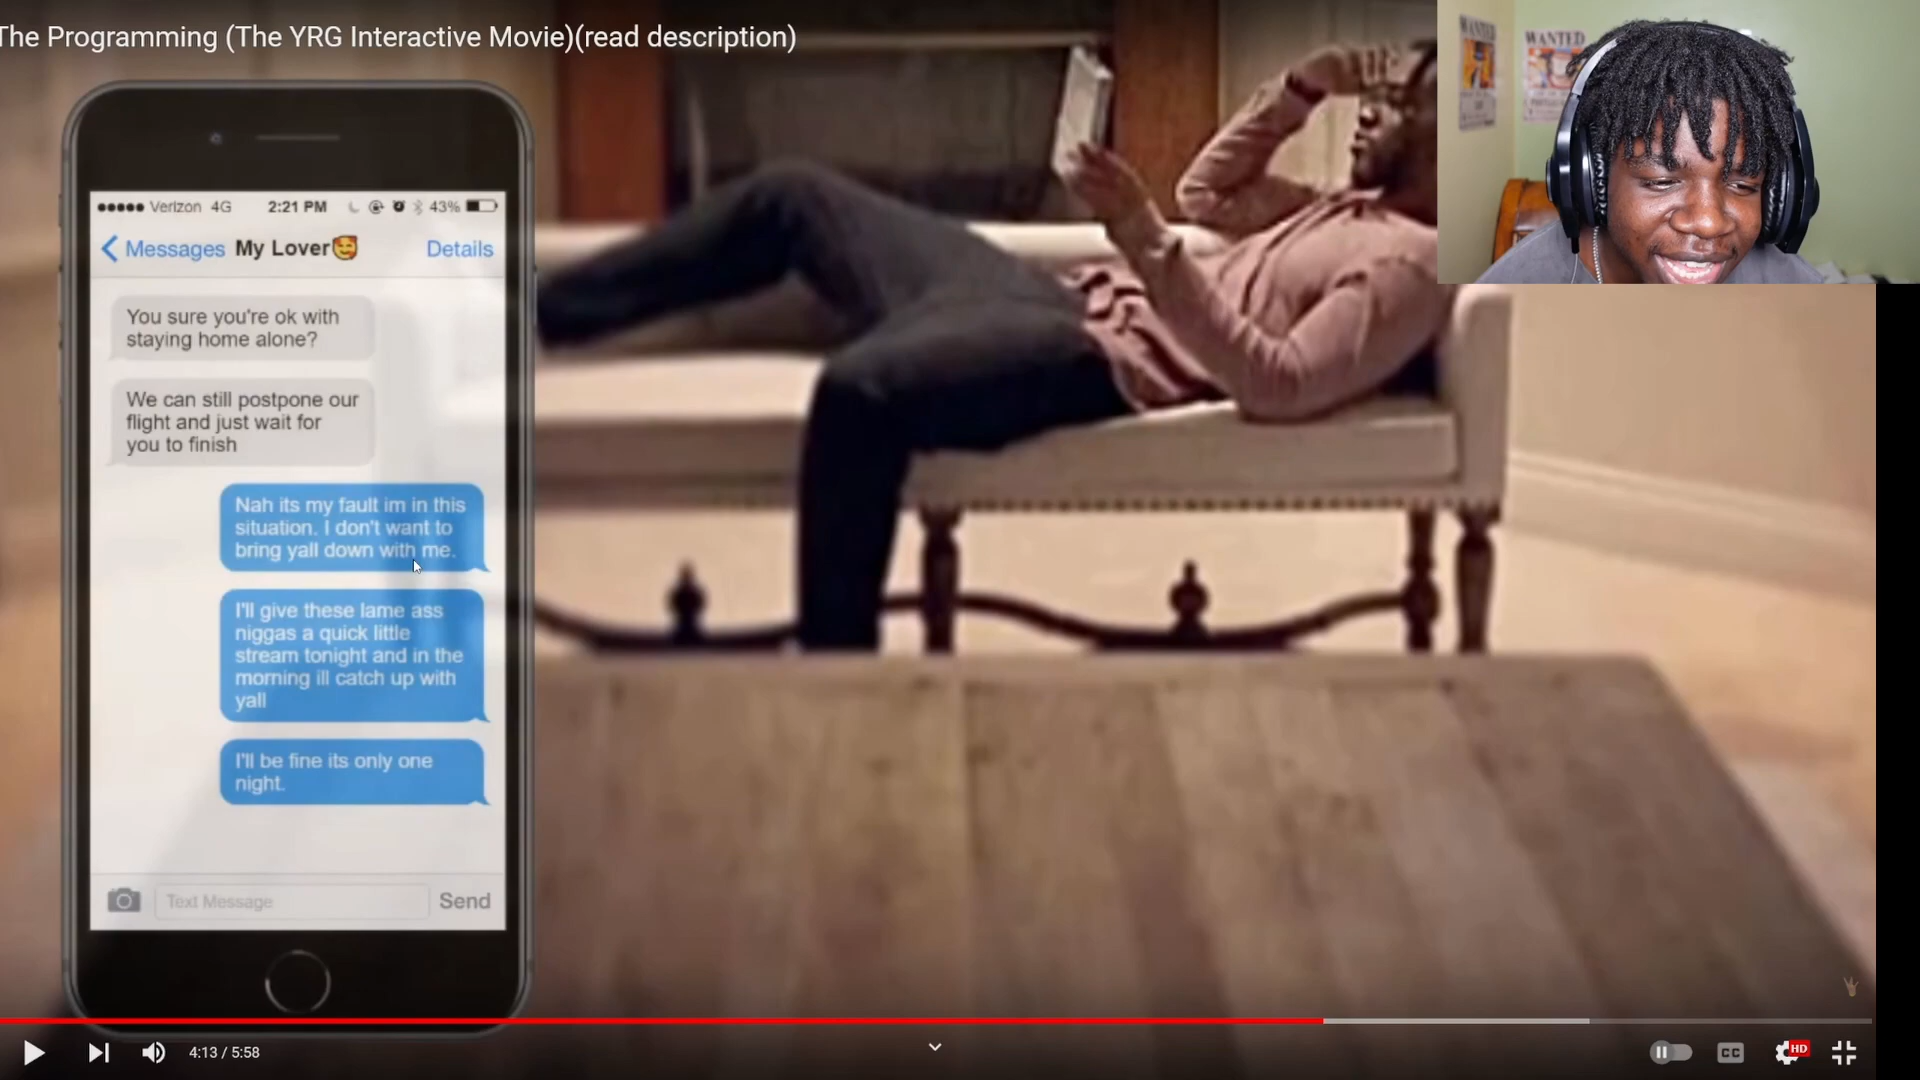 The Programming (The YRG Interactive Movie)(read description)
WANTED
WANTED
Verizon 4G 2:21 PM 43%
Messages My Lover🥰 Details
You sure you're ok with
staying home alone?
We can still postpone our
flight and just wait for
you to finish
Nah its my fault im in this
situation. I don't want to
bring yall down with me.
I'll give these lame ass
niggas a quick little
stream tonight and in the
morning ill catch up with
yall
I'll be fine its only one
night.
Text Message Send
4:13 / 5:58
CC
HD